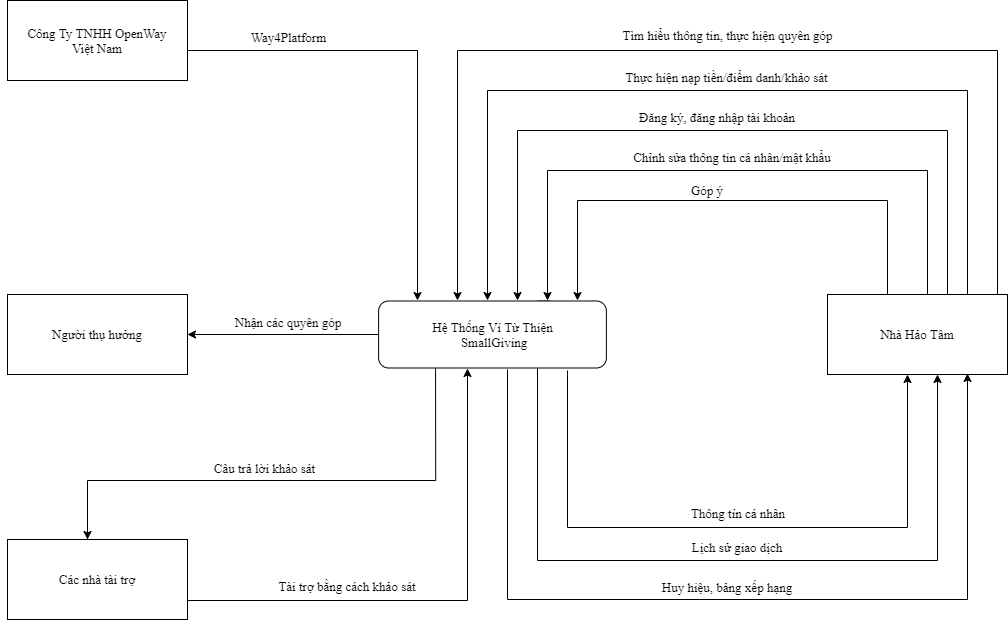 Công Ty TNHH OpenWay
Việt Nam
Way4Platform
Tìm hiểu thông tin, thực hiện quyên góp
Thực hiện nạp tiền/điểm danh/khảo sát
Đăng ký, đăng nhập tài khoản
Chỉnh sửa thông tin cá nhân/mật khẩu
Góp ý
Người thụ hưởng
Nhận các quyên góp
Hệ Thống Ví Từ Thiện
SmallGiving
Nhà Hảo Tâm
Câu trả lời khảo sát
Thông tín cá nhân
Lịch sử giao dịch
Các nhà tài trợ
Tài trợ bằng cách khảo sát
Huy hiệu, bảng xếp hạng